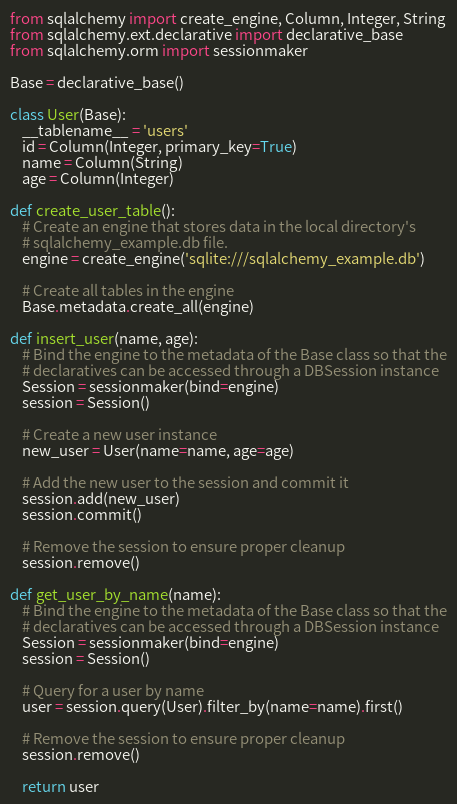 from sqlalchemy import create_engine, Column, Integer, String
from sqlalchemy.ext.declarative import declarative_base
from sqlalchemy.orm import sessionmaker

Base = declarative_base()

class User(Base):
    __tablename__ = 'users'
    id = Column(Integer, primary_key=True)
    name = Column(String)
    age = Column(Integer)

def create_user_table():
    # Create an engine that stores data in the local directory's
    # sqlalchemy_example.db file.
    engine = create_engine('sqlite:///sqlalchemy_example.db')

    # Create all tables in the engine
    Base.metadata.create_all(engine)

def insert_user(name, age):
    # Bind the engine to the metadata of the Base class so that the
    # declaratives can be accessed through a DBSession instance
    Session = sessionmaker(bind=engine)
    session = Session()

    # Create a new user instance
    new_user = User(name=name, age=age)

    # Add the new user to the session and commit it
    session.add(new_user)
    session.commit()

    # Remove the session to ensure proper cleanup
    session.remove()

def get_user_by_name(name):
    # Bind the engine to the metadata of the Base class so that the
    # declaratives can be accessed through a DBSession instance
    Session = sessionmaker(bind=engine)
    session = Session()

    # Query for a user by name
    user = session.query(User).filter_by(name=name).first()

    # Remove the session to ensure proper cleanup
    session.remove()

    return user